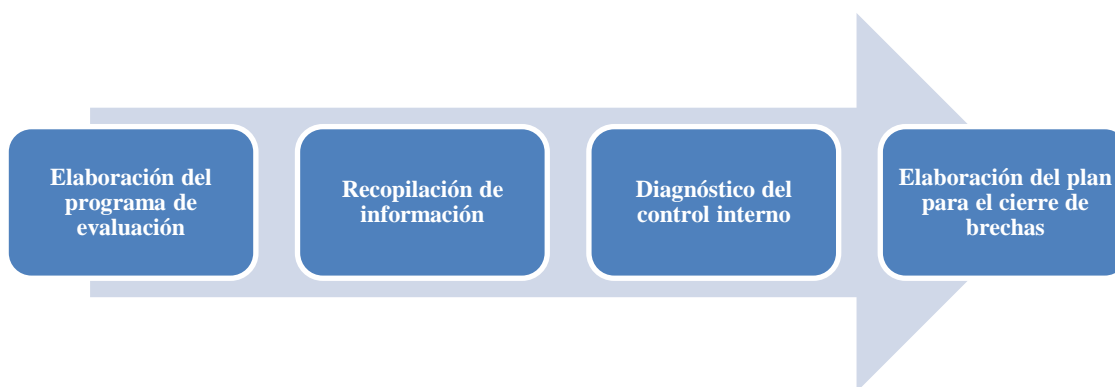 Elaboración del
programa de
evaluación
Recopilación de
información
Diagnóstico del
control interno
Elaboración del plan
para el cierre de
brechas